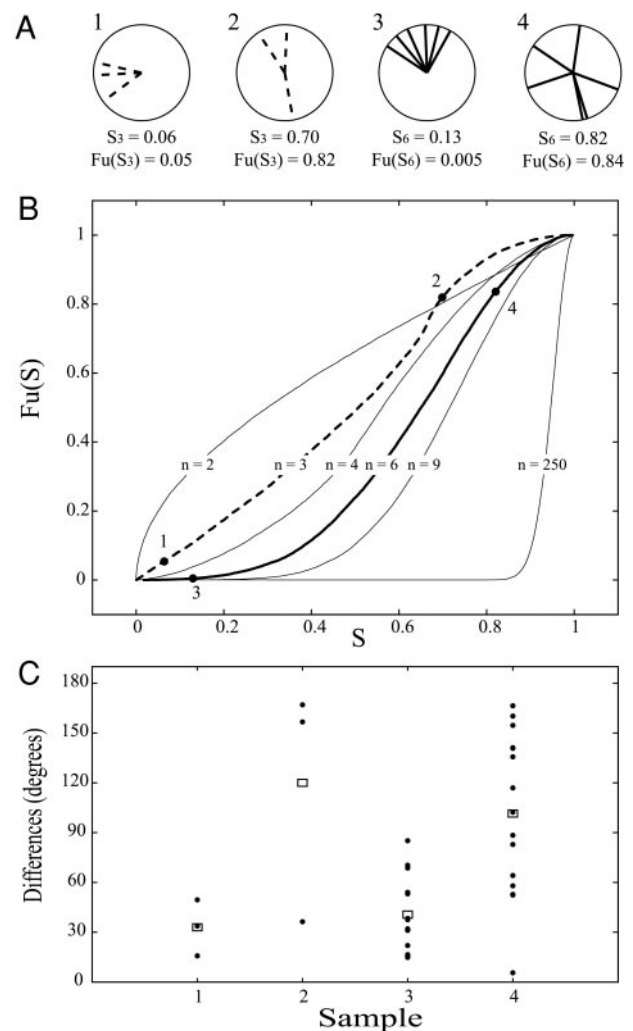 A
1 2 3 4
S3 = 0.06 S3 = 0.70 S6 = 0.13 S6 = 0.82
Fu(S3) = 0.05 Fu(S3) = 0.82 Fu(S6) = 0.005 Fu(S6) = 0.84
B
1
0.8
0.6
0.4
0.2
0
Fu(S)
2
4
n = 2 n = 3 n = 4 n = 6 n = 9 n = 250
1
3
0 0.2 0.4 0.6 0.8 1
S
C
180
150
120
90
60
30
0
Differences (degrees)
1 2 3 4
Sample